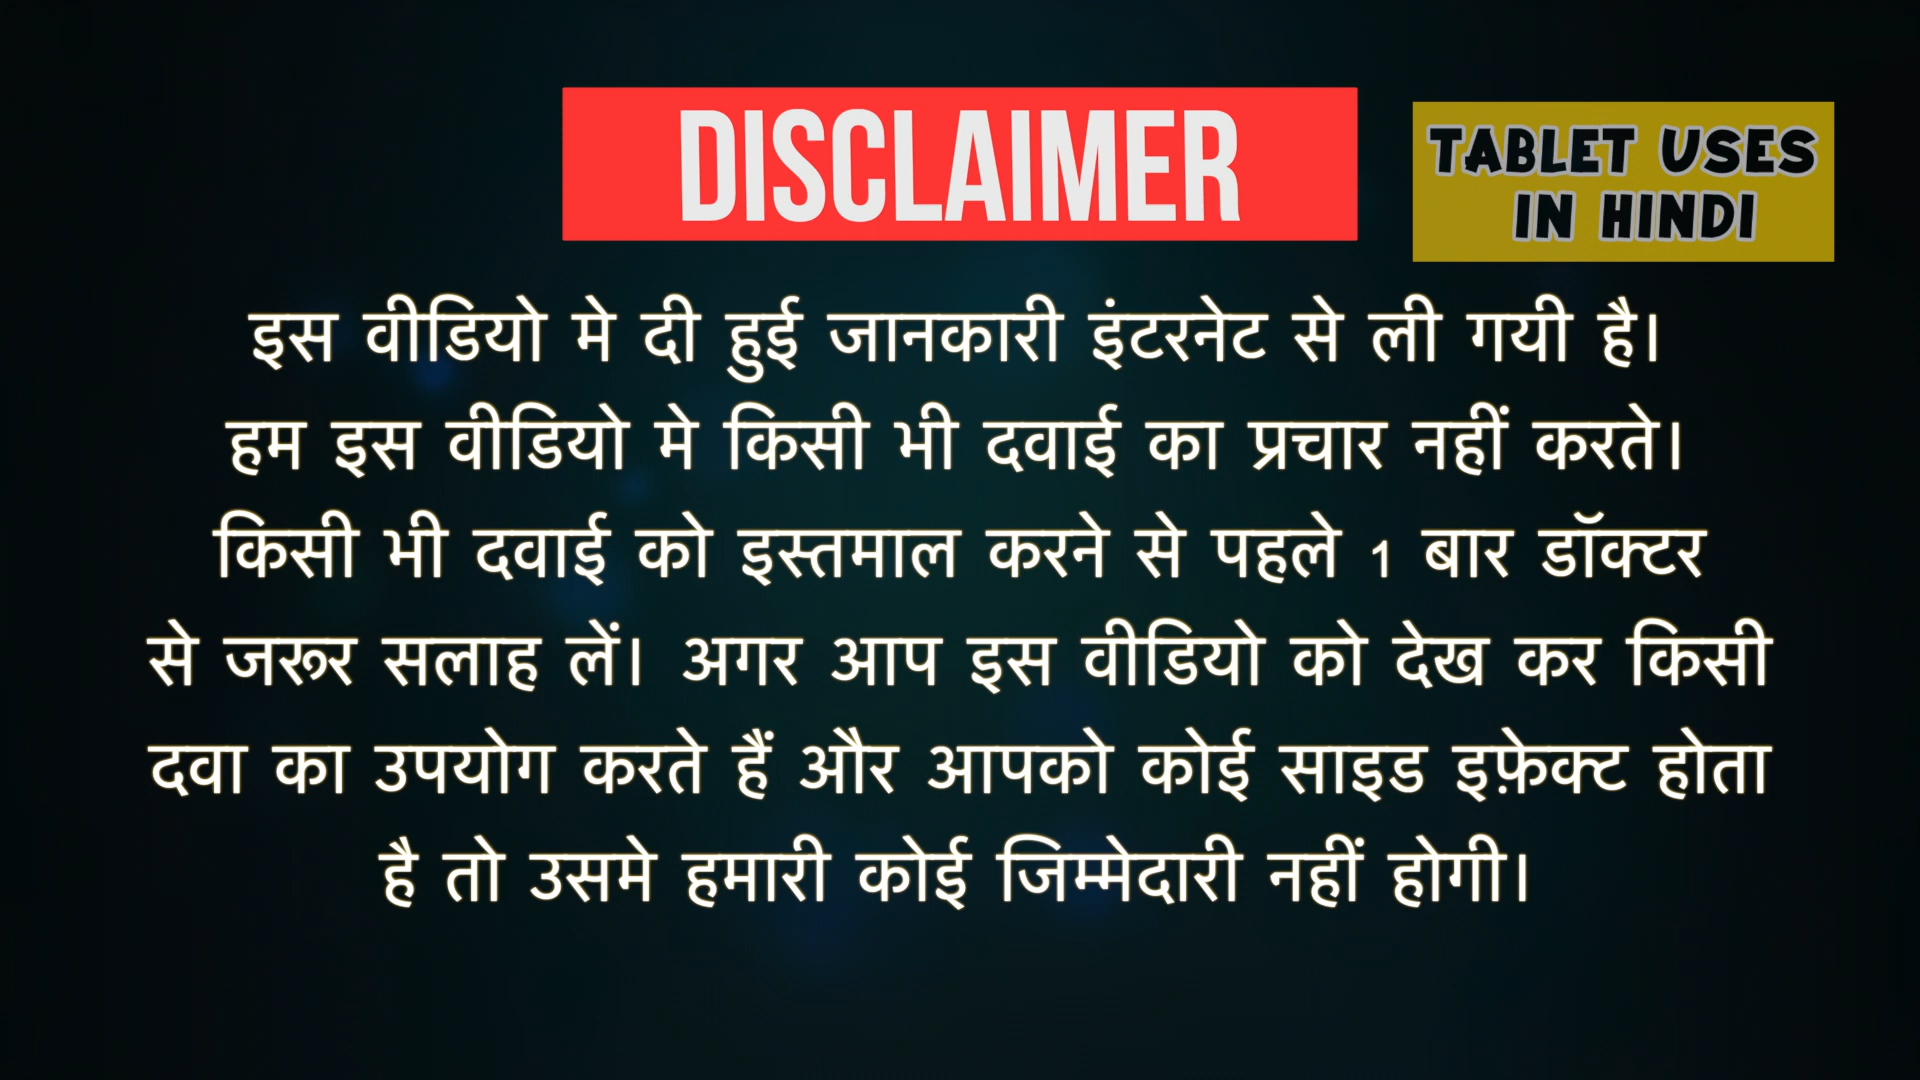 DISCLAIMER
TABLET USES
IN HINDI
इस वीडियो मे दी हुई जानकारी इंटरनेट से ली गयी है।
हम इस वीडियो मे किसी भी दवाई का प्रचार नहीं करते।
किसी भी दवाई को इस्तमाल करने से पहले 1 बार डॉक्टर
से जरूर सलाह लें। अगर आप इस वीडियो को देख कर किसी
दवा का उपयोग करते हैं और आपको कोई साइड इफ़ेक्ट होता
है तो उसमे हमारी कोई जिम्मेदारी नहीं होगी।